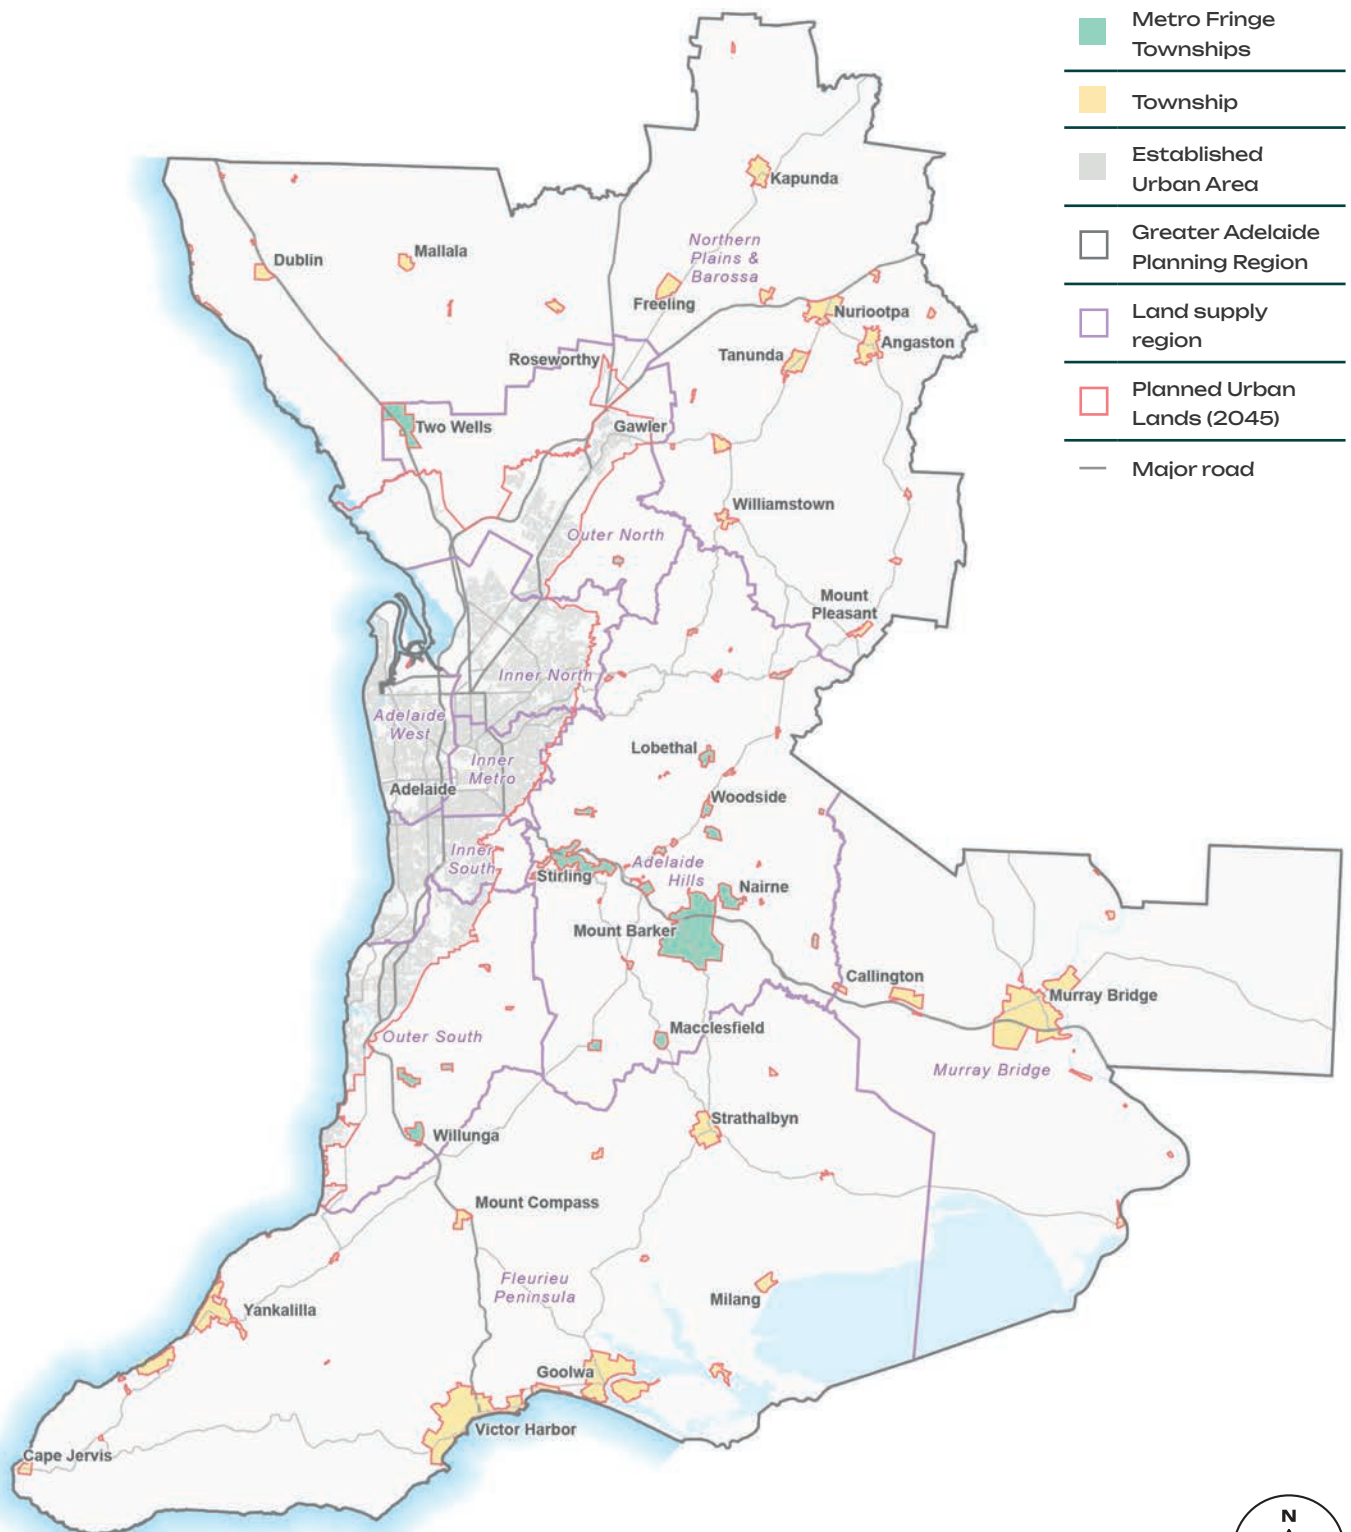 Metro Fringe
Townships
Township
Established
Urban Area
Greater Adelaide
Planning Region
Land supply
region
Planned Urban
Lands (2045)
Major road
Kapunda
Northern
Plains &
Barossa
Dublin
Mallala
Freeling
Nuriootpa
Angaston
Roseworthy
Tanunda
Two Wells
Gawler
Williamstown
Outer North
Mount
Pleasant
Inner North
Adelaide
West
Lobethal
Inner
Metro
Adelaide
Woodside
Inner
South
Stirling
Adelaide
Hills
Nairne
Mount Barker
Callington
Murray Bridge
Macclesfield
Outer South
Murray Bridge
Strathalbyn
Willunga
Mount Compass
Fleurieu
Peninsula
Milang
Yankalilla
Goolwa
Victor Harbor
Cape Jervis
N